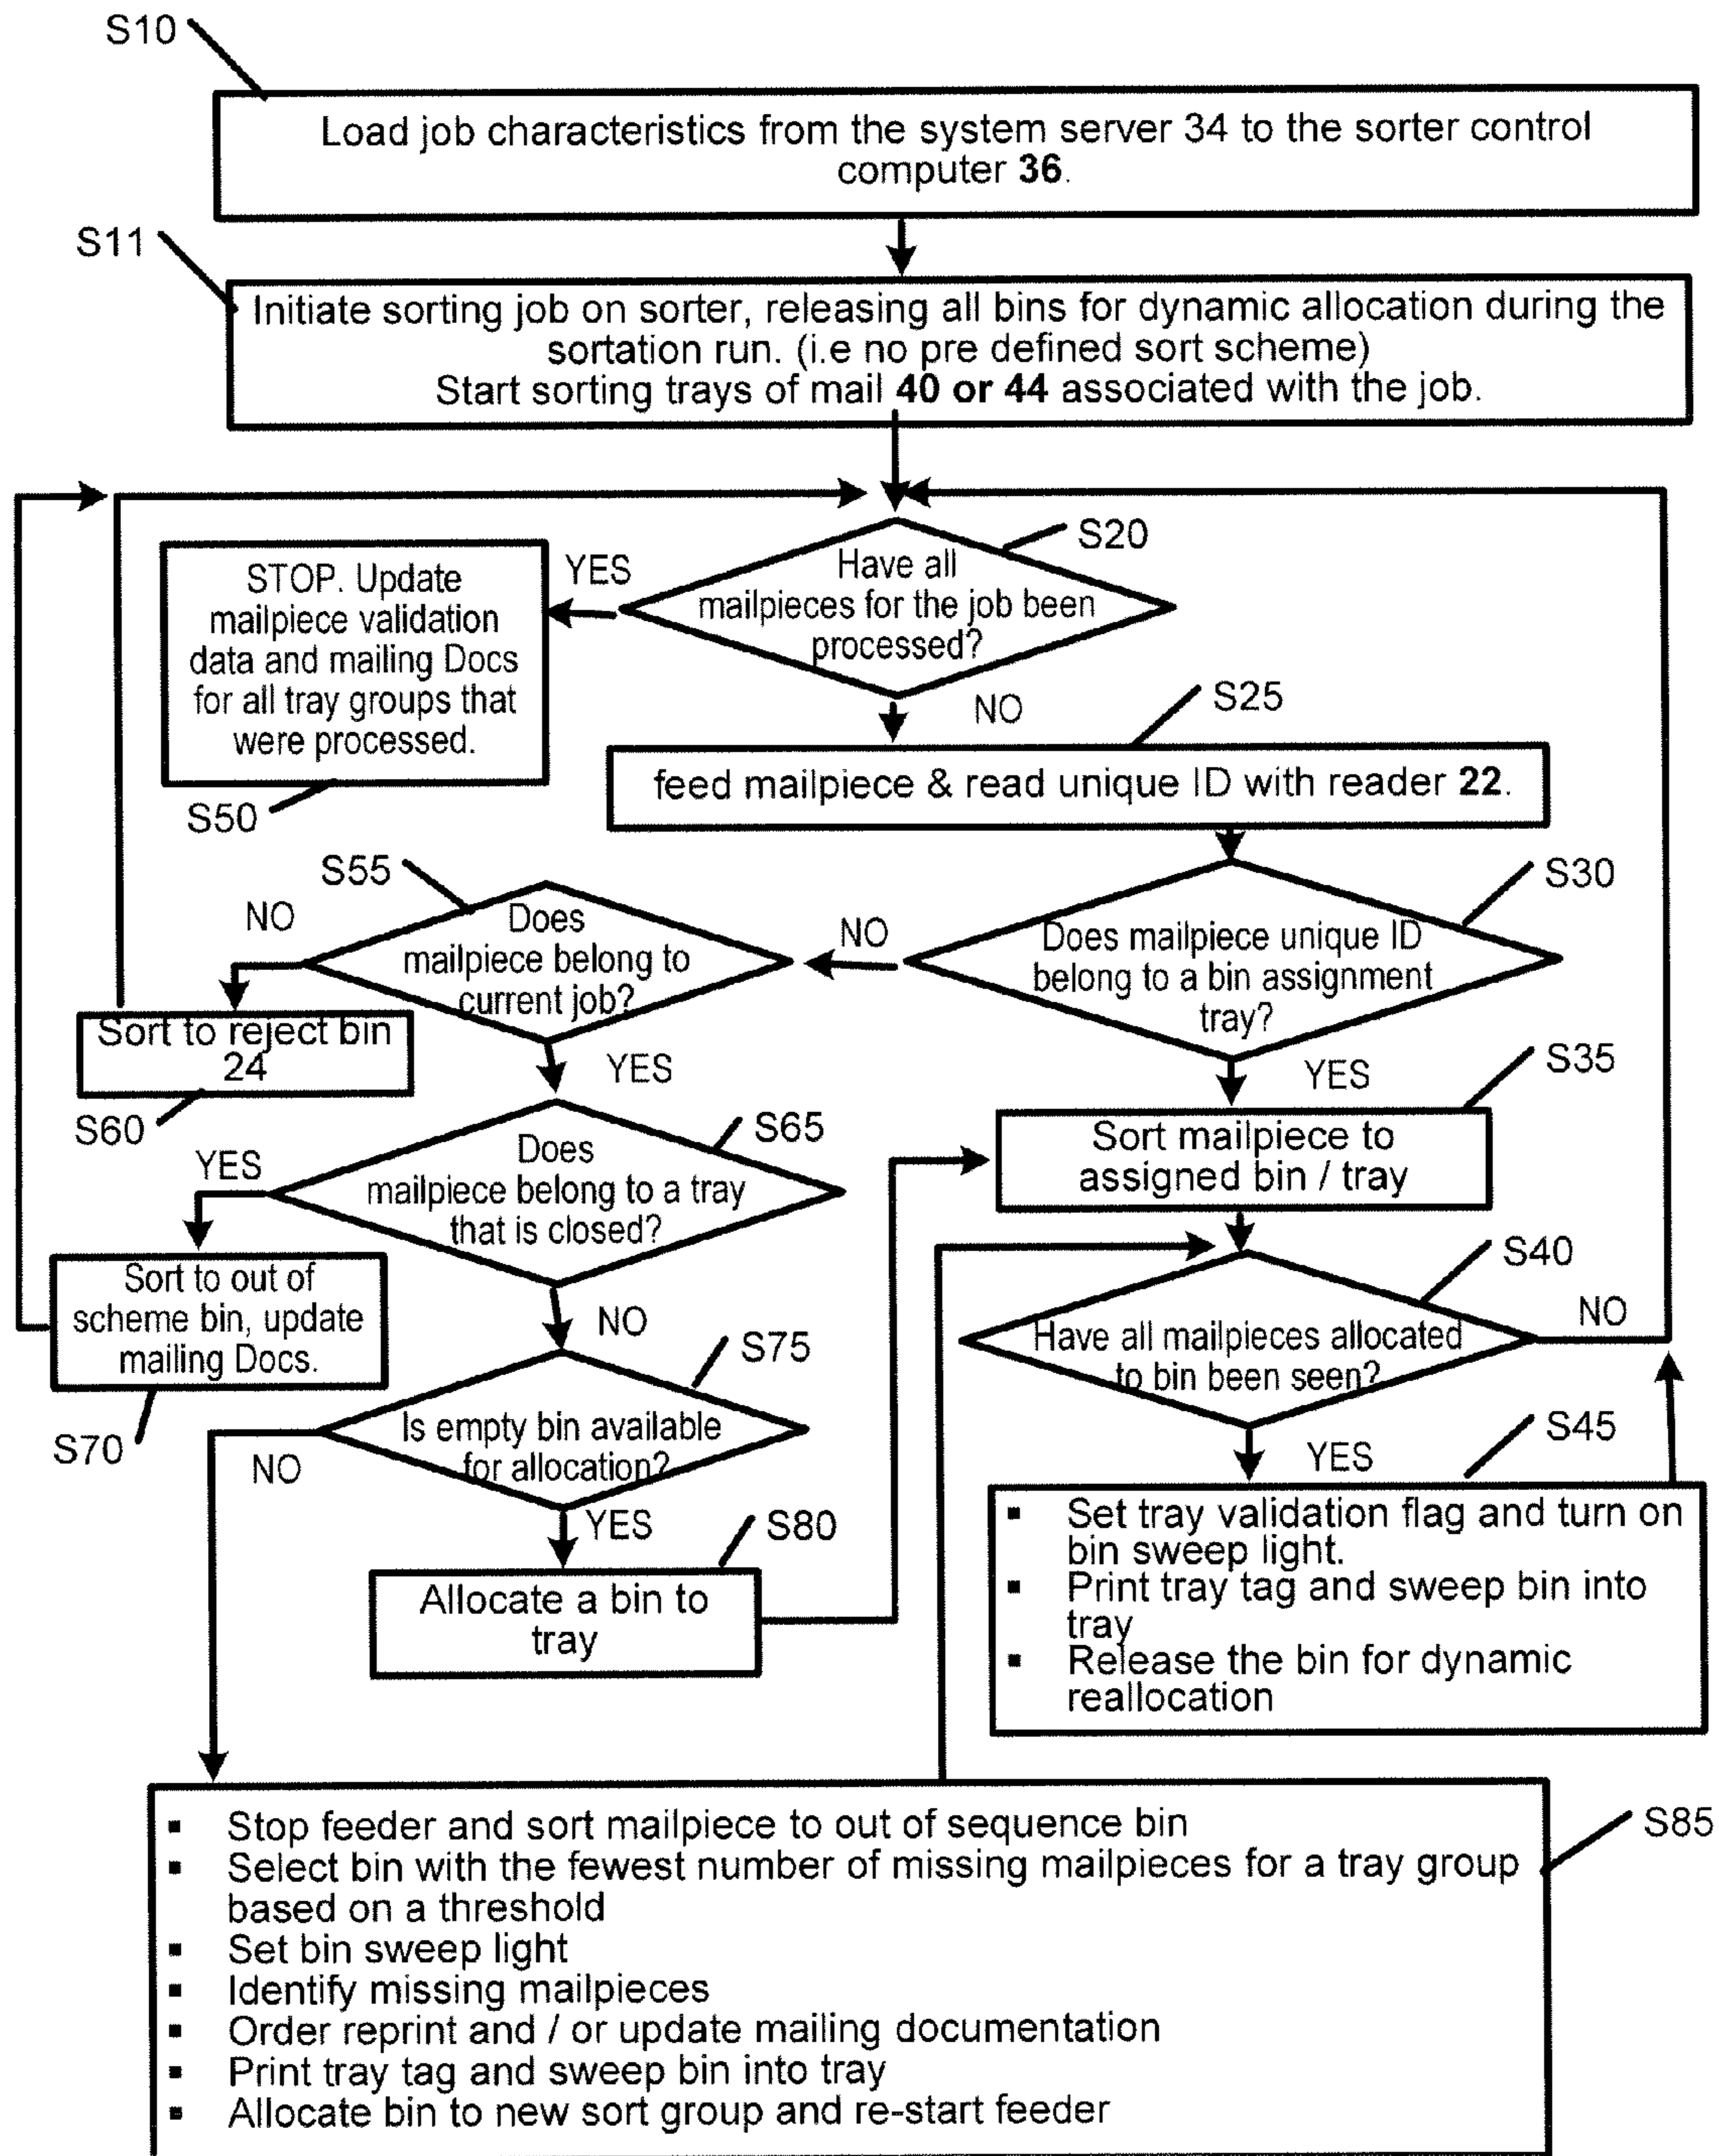 S10
Load job characteristics from the system server 34 to the sorter control
computer 36.
S11
Initiate sorting job on sorter, releasing all bins for dynamic allocation during the
sortation run. (i.e no pre defined sort scheme)
Start sorting trays of mail 40 or 44 associated with the job.
S20
Have all
mailpieces for the job been
processed?
YES
STOP. Update
mailpiece validation
data and mailing Docs
for all tray groups that
were processed.
S50
NO
S25
feed mailpiece & read unique ID with reader 22.
S30
Does mailpiece unique ID
belong to a bin assignment
tray?
NO
S55
Does
mailpiece belong to
current job?
NO
Sort to reject bin
24
S60
YES
YES
S35
Sort mailpiece to
assigned bin / tray
S65
Does
mailpiece belong to a tray
that is closed?
YES
Sort to out of
scheme bin, update
mailing Docs.
S70
NO
S40
Have all mailpieces allocated
to bin been seen?
NO
S75
Is empty bin available
for allocation?
NO
YES
S80
Allocate a bin to
tray
YES
S45
▪ Set tray validation flag and turn on
bin sweep light.
▪ Print tray tag and sweep bin into
tray
▪ Release the bin for dynamic
reallocation
S85
▪ Stop feeder and sort mailpiece to out of sequence bin
▪ Select bin with the fewest number of missing mailpieces for a tray group
based on a threshold
▪ Set bin sweep light
▪ Identify missing mailpieces
▪ Order reprint and / or update mailing documentation
▪ Print tray tag and sweep bin into tray
▪ Allocate bin to new sort group and re-start feeder